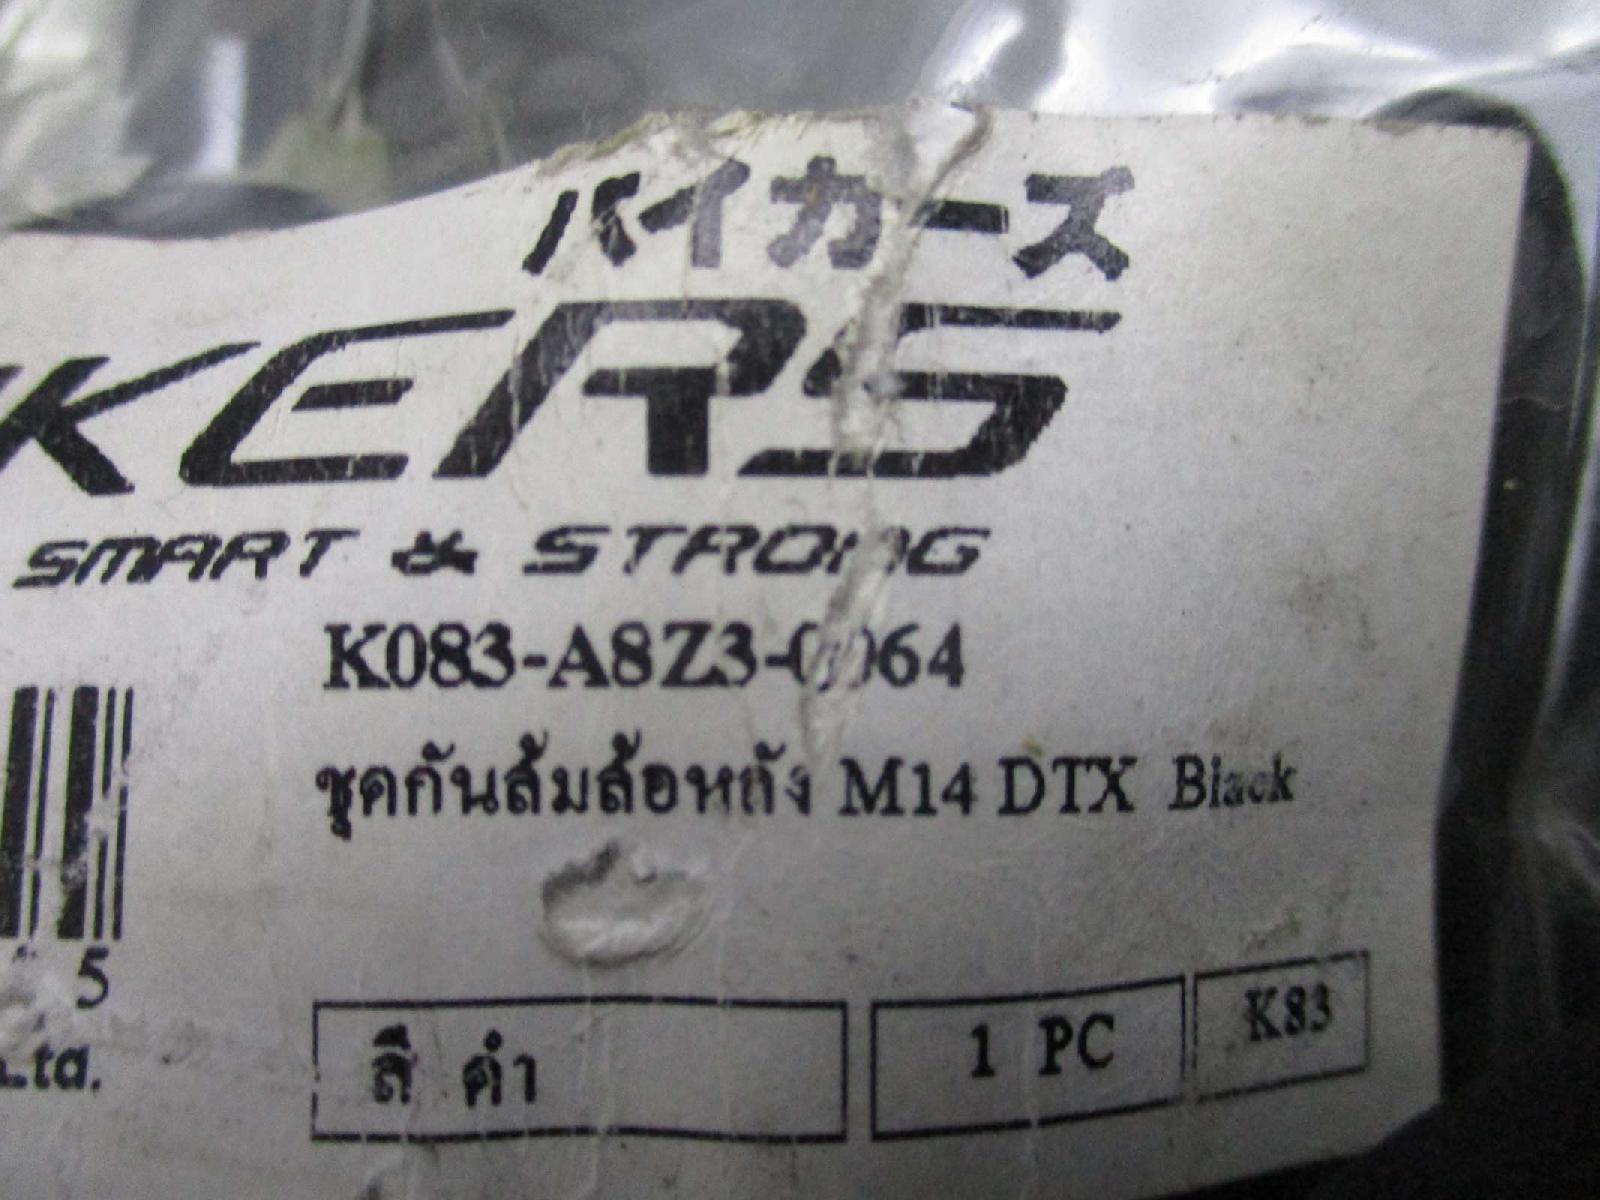 バイカーズ
KERS
SMART & STRONG
K083-A8Z3-0064
ชุดกันล้มล้อหลัง M14 DTX Black
5
Ltd.
สี ดำ
1 PC
K83